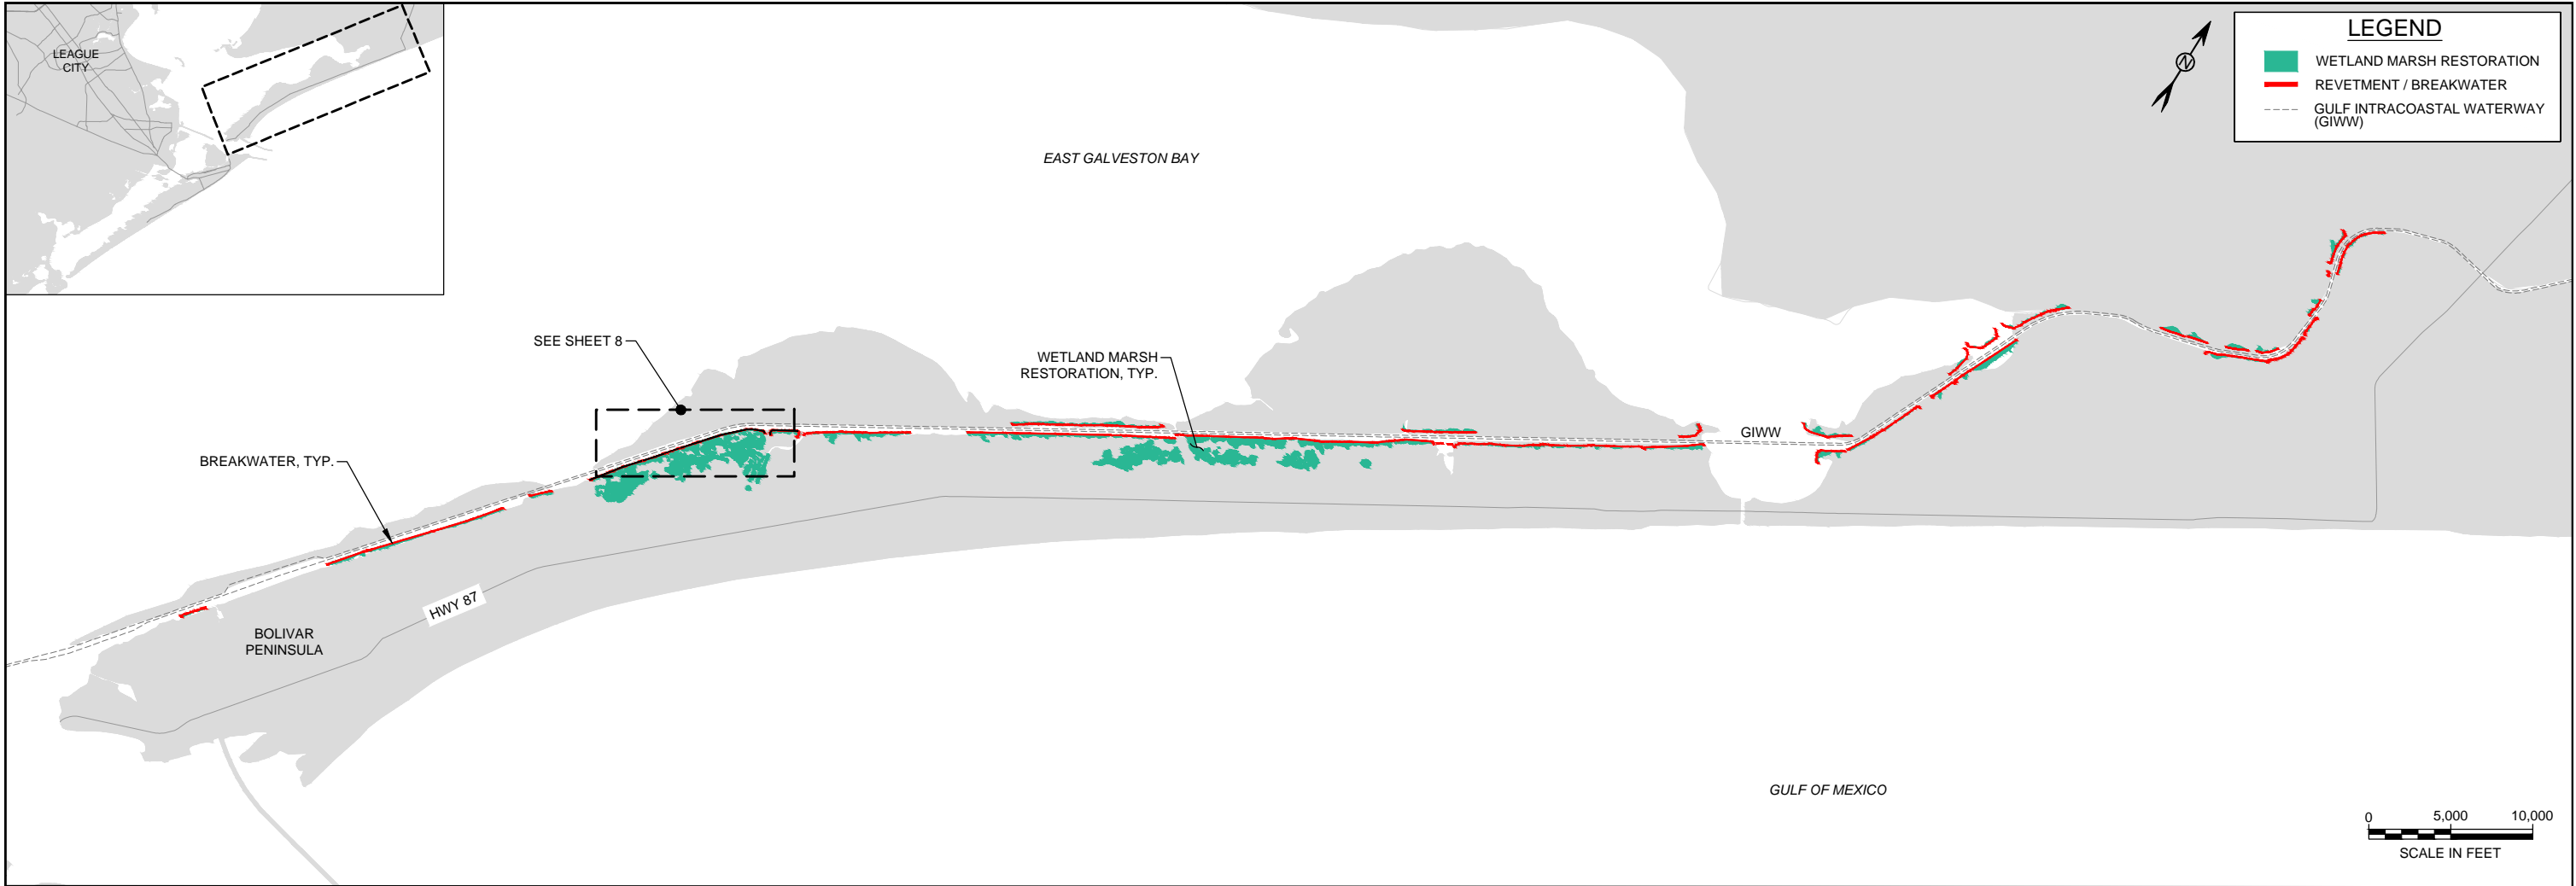 LEAGUE
CITY
N
LEGEND
WETLAND MARSH RESTORATION
REVETMENT / BREAKWATER
GULF INTRACOASTAL WATERWAY
(GIWW)
EAST GALVESTON BAY
SEE SHEET 8
WETLAND MARSH
RESTORATION, TYP.
BREAKWATER, TYP.
GIWW
HWY 87
BOLIVAR
PENINSULA
GULF OF MEXICO
0 5,000 10,000
SCALE IN FEET